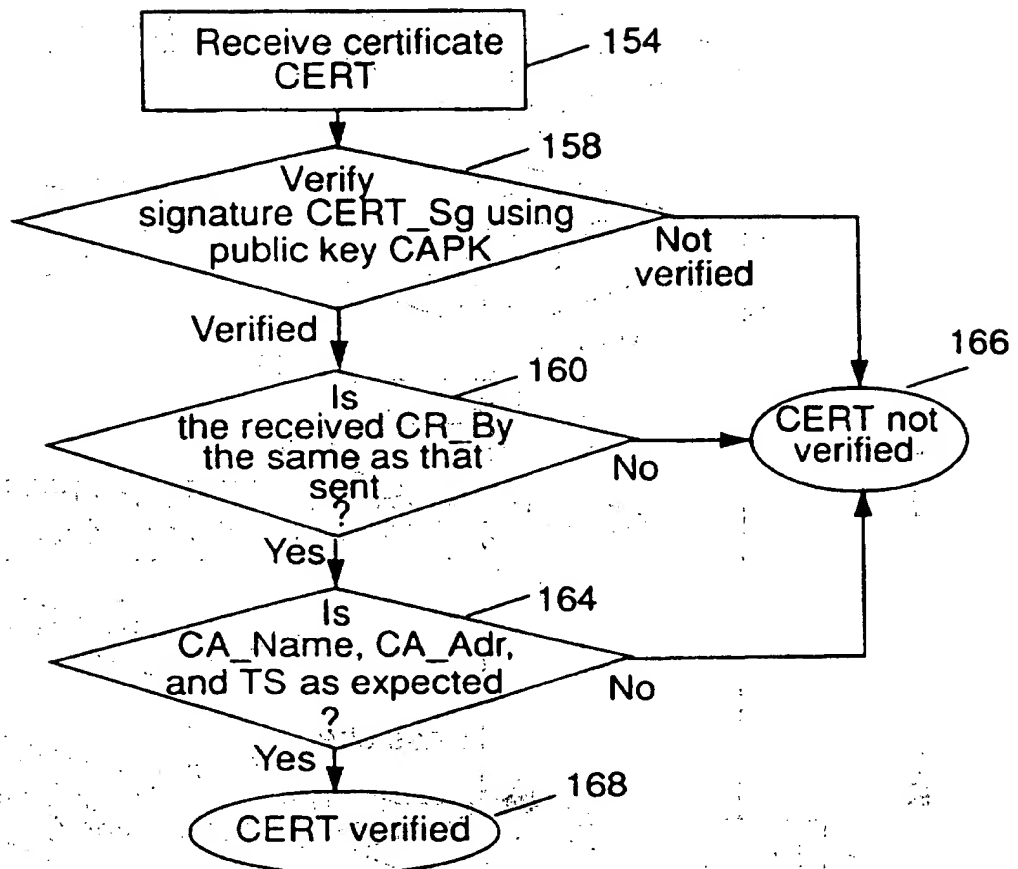 Receive certificate
CERT
154
158
Verify
signature CERT_Sg using
public key CAPK
Not
verified
Verified
166
160
Is
the received CR_By
the same as that
sent
?
CERT not
verified
No
Yes
164
Is
CA_Name, CA_Adr,
and TS as expected
?
No
Yes
168
CERT verified